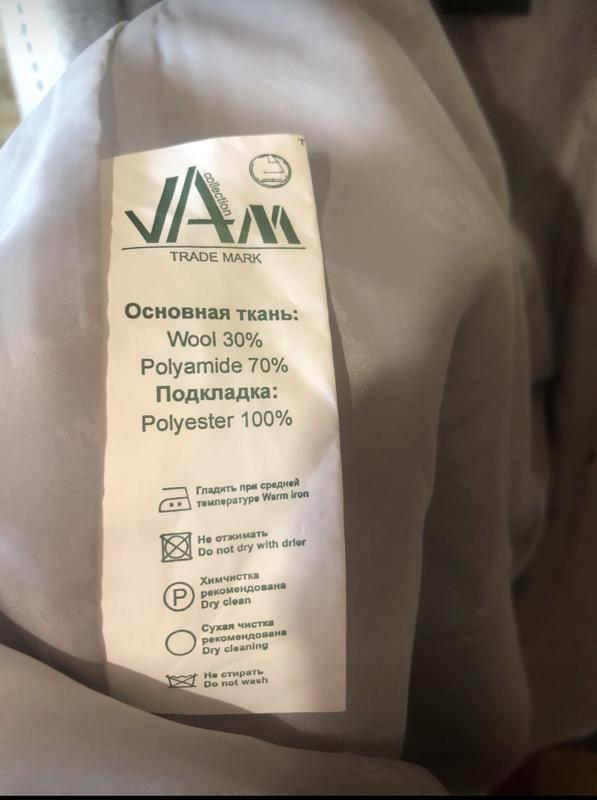 collection
VAM
TRADE MARK
Основная ткань:
Wool 30%
Polyamide 70%
Подкладка:
Polyester 100%
Гладить при средней
температуре Warm iron
Не отжимать
Do not dry with drier
P
Химчистка
рекомендована
Dry clean
Сухая чистка
рекомендована
Dry cleaning
Не стирать
Do not wash